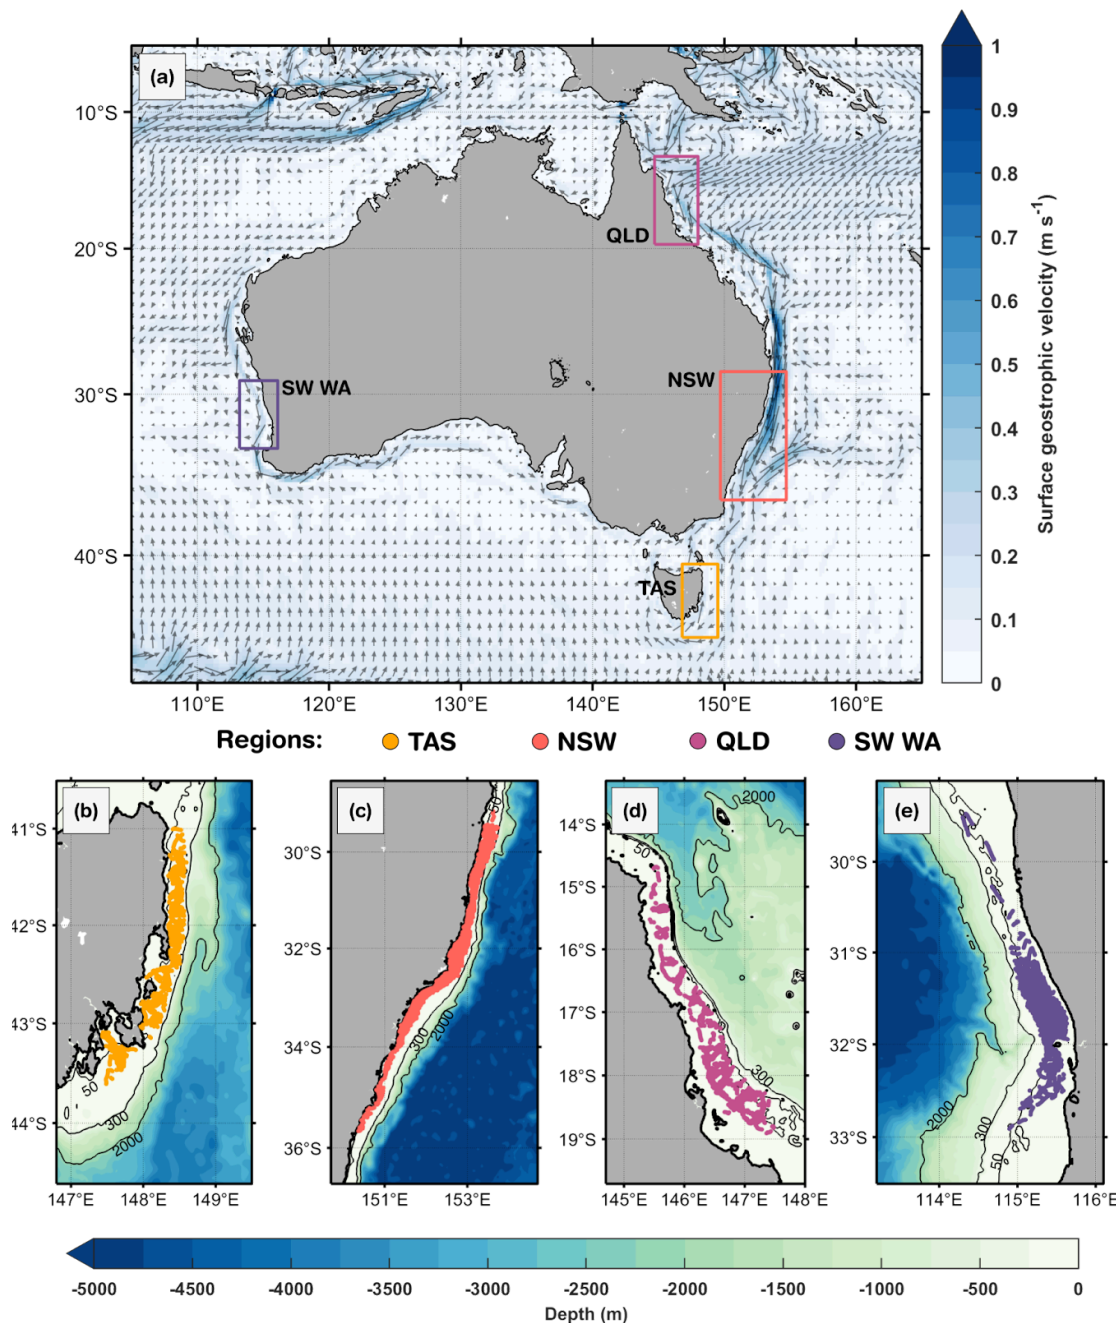 (a)
10°S
20°S
30°S
40°S
110°E 120°E 130°E 140°E 150°E 160°E
QLD
NSW
SW WA
TAS
1
0.9
0.8
0.7
0.6
0.5
0.4
0.3
0.2
0.1
0
Surface geostrophic velocity (m s-1)
Regions: TAS NSW QLD SW WA
(b)
41°S
42°S
43°S
44°S
50
300
2000
147°E 148°E 149°E
(c)
30°S
32°S
34°S
36°S
50
300
2000
151°E 153°E
(d)
14°S
15°S
16°S
17°S
18°S
19°S
2000
50
300
145°E 146°E 147°E 148°E
(e)
30°S
31°S
32°S
33°S
2000
300
50
114°E 115°E 116°E
-5000 -4500 -4000 -3500 -3000 -2500 -2000 -1500 -1000 -500 0
Depth (m)